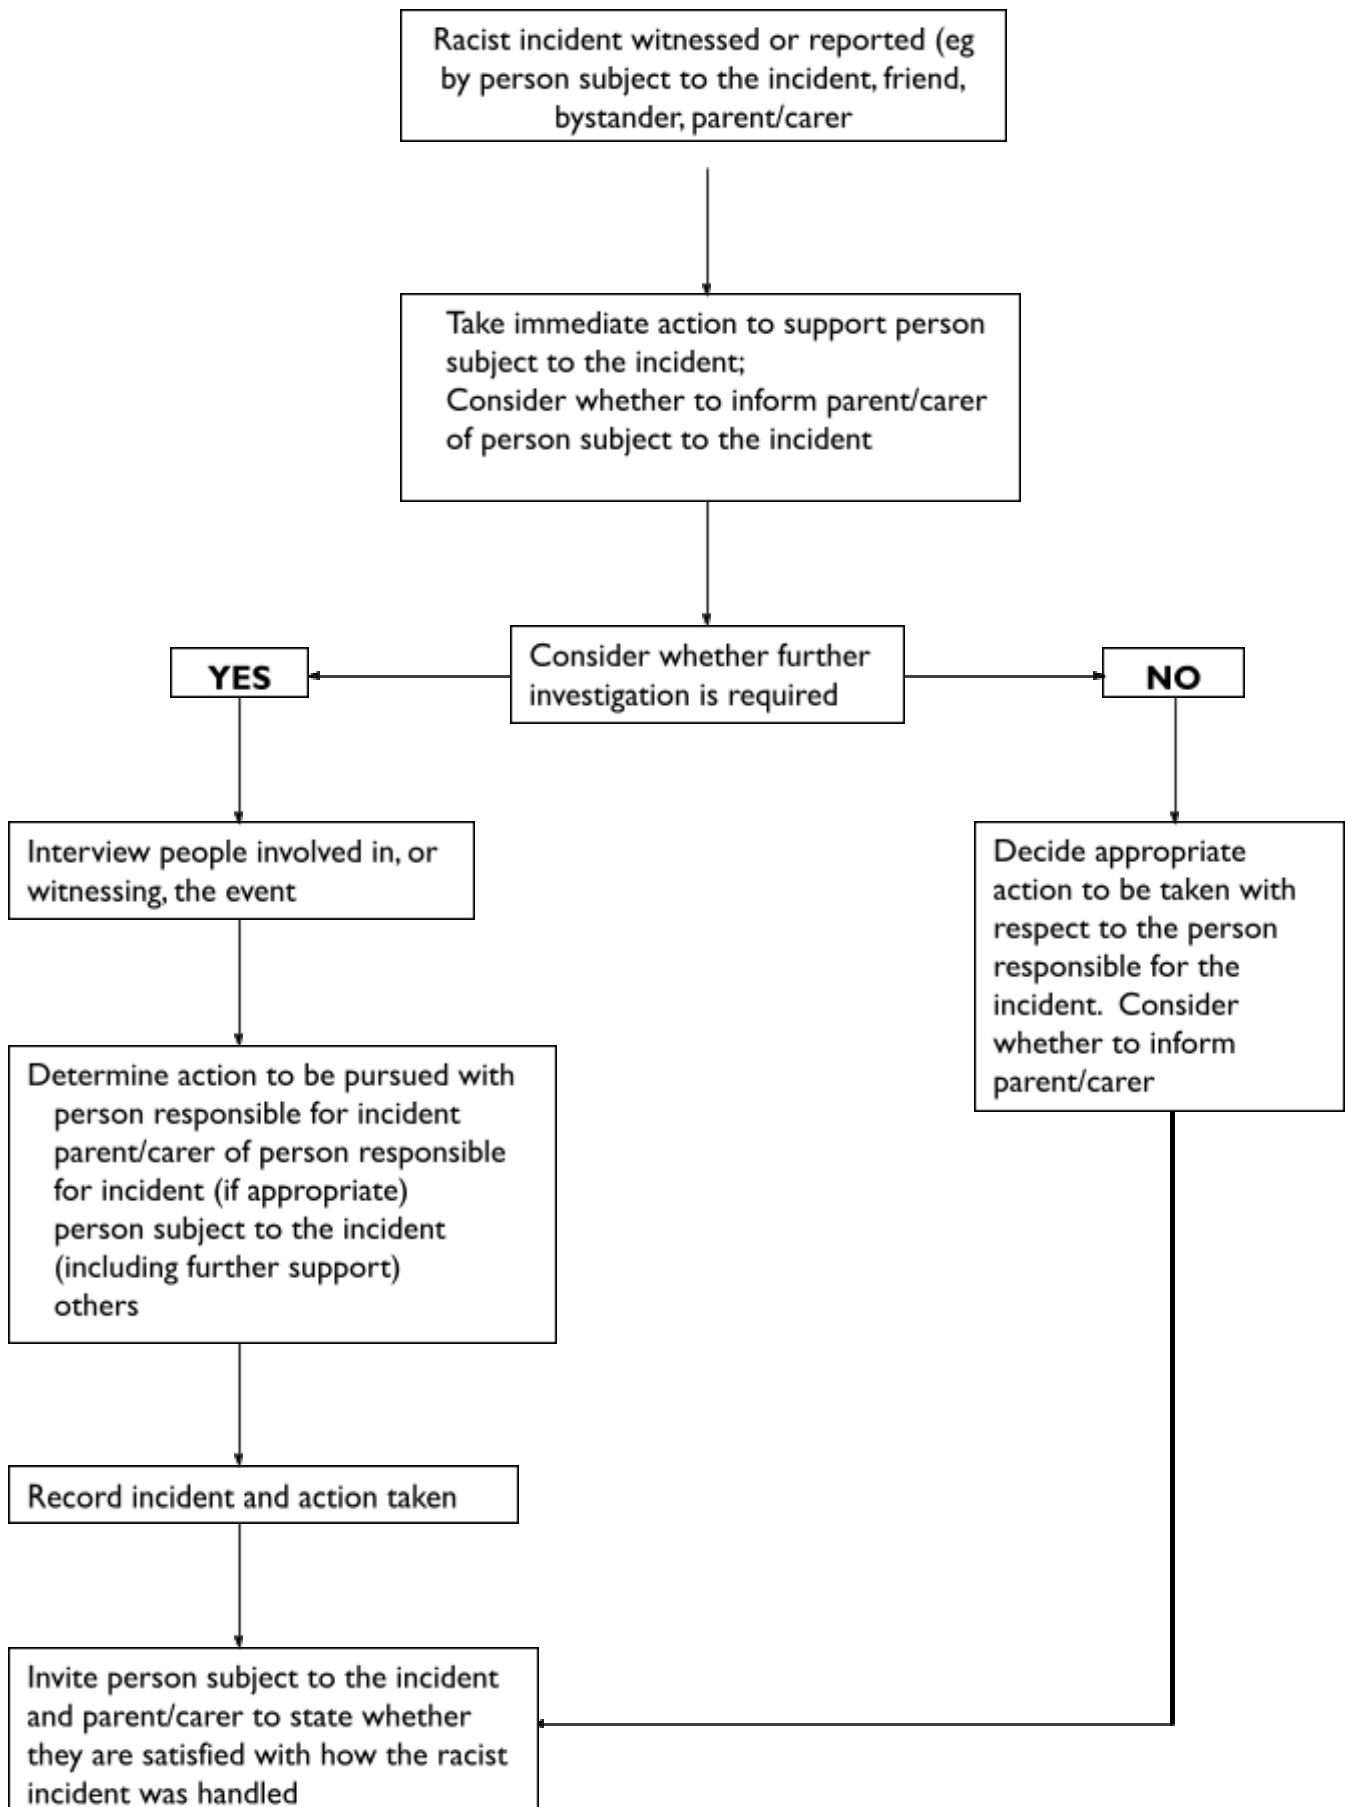 Racist incident witnessed or reported (eg
by person subject to the incident, friend,
bystander, parent/carer
Take immediate action to support person
subject to the incident;
Consider whether to inform parent/carer
of person subject to the incident
Consider whether further
investigation is required
YES
NO
Interview people involved in, or
witnessing, the event
Decide appropriate
action to be taken with
respect to the person
responsible for the
incident.  Consider
whether to inform
parent/carer
Determine action to be pursued with
person responsible for incident
parent/carer of person responsible
for incident (if appropriate)
person subject to the incident
(including further support)
others
Record incident and action taken
Invite person subject to the incident
and parent/carer to state whether
they are satisfied with how the racist
incident was handled